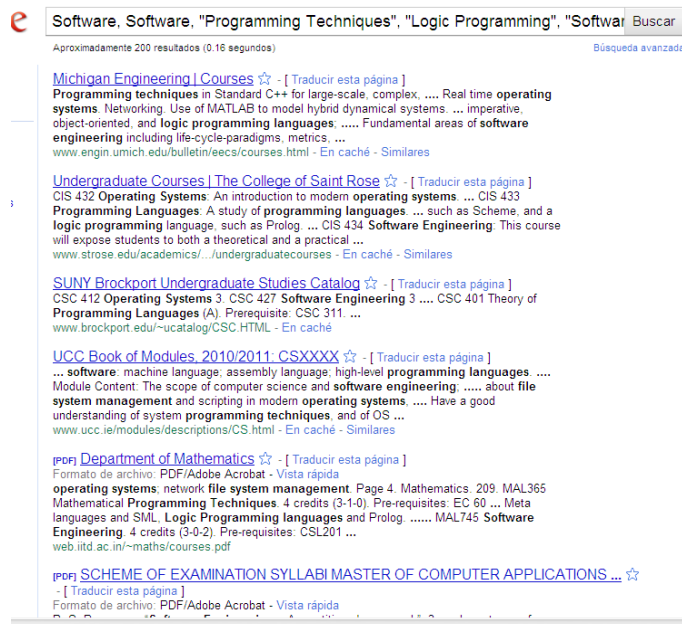 e
Software, Software, "Programming Techniques", "Logic Programming", "Softwar Buscar
Aproximadamente 200 resultados (0.16 segundos) Búsqueda avanzada
Michigan Engineering | Courses ☆ - [ Traducir esta página ]
Programming techniques in Standard C++ for large-scale, complex, .... Real time operating
systems. Networking. Use of MATLAB to model hybrid dynamical systems. ... imperative,
object-oriented, and logic programming languages; ..... Fundamental areas of software
engineering including life-cycle-paradigms, metrics, ...
www.engin.umich.edu/bulletin/eecs/courses.html - En caché - Similares
Undergraduate Courses | The College of Saint Rose ☆ - [ Traducir esta página ]
CIS 432 Operating Systems: An introduction to modern operating systems. ... CIS 433
Programming Languages: A study of programming languages. ... such as Scheme, and a
logic programming language, such as Prolog. ... CIS 434 Software Engineering: This course
will expose students to both a theoretical and a practical ...
www.strose.edu/academics/.../undergraduatecourses - En caché - Similares
SUNY Brockport Undergraduate Studies Catalog ☆ - [ Traducir esta página ]
CSC 412 Operating Systems 3. CSC 427 Software Engineering 3 .... CSC 401 Theory of
Programming Languages (A). Prerequisite: CSC 311. ...
www.brockport.edu/~ucatalog/CSC.HTML - En caché
UCC Book of Modules, 2010/2011: CSXXXX ☆ - [ Traducir esta página ]
... software: machine language; assembly language; high-level programming languages. ....
Module Content: The scope of computer science and software engineering; ..... about file
system management and scripting in modern operating systems, .... Have a good
understanding of system programming techniques, and of OS ...
www.ucc.ie/modules/descriptions/CS.html - En caché - Similares
[PDF] Department of Mathematics ☆ - [ Traducir esta página ]
Formato de archivo: PDF/Adobe Acrobat - Vista rápida
operating systems; network file system management. Page 4. Mathematics. 209. MAL365
Mathematical Programming Techniques. 4 credits (3-1-0). Pre-requisites: EC 60 ... Meta
languages and SML, Logic Programming languages and Prolog. ...... MAL745 Software
Engineering. 4 credits (3-0-2). Pre-requisites: CSL201 ...
web.iitd.ac.in/~maths/courses.pdf
[PDF] SCHEME OF EXAMINATION SYLLABI MASTER OF COMPUTER APPLICATIONS ... ☆
- [ Traducir esta página ]
Formato de archivo: PDF/Adobe Acrobat - Vista rápida